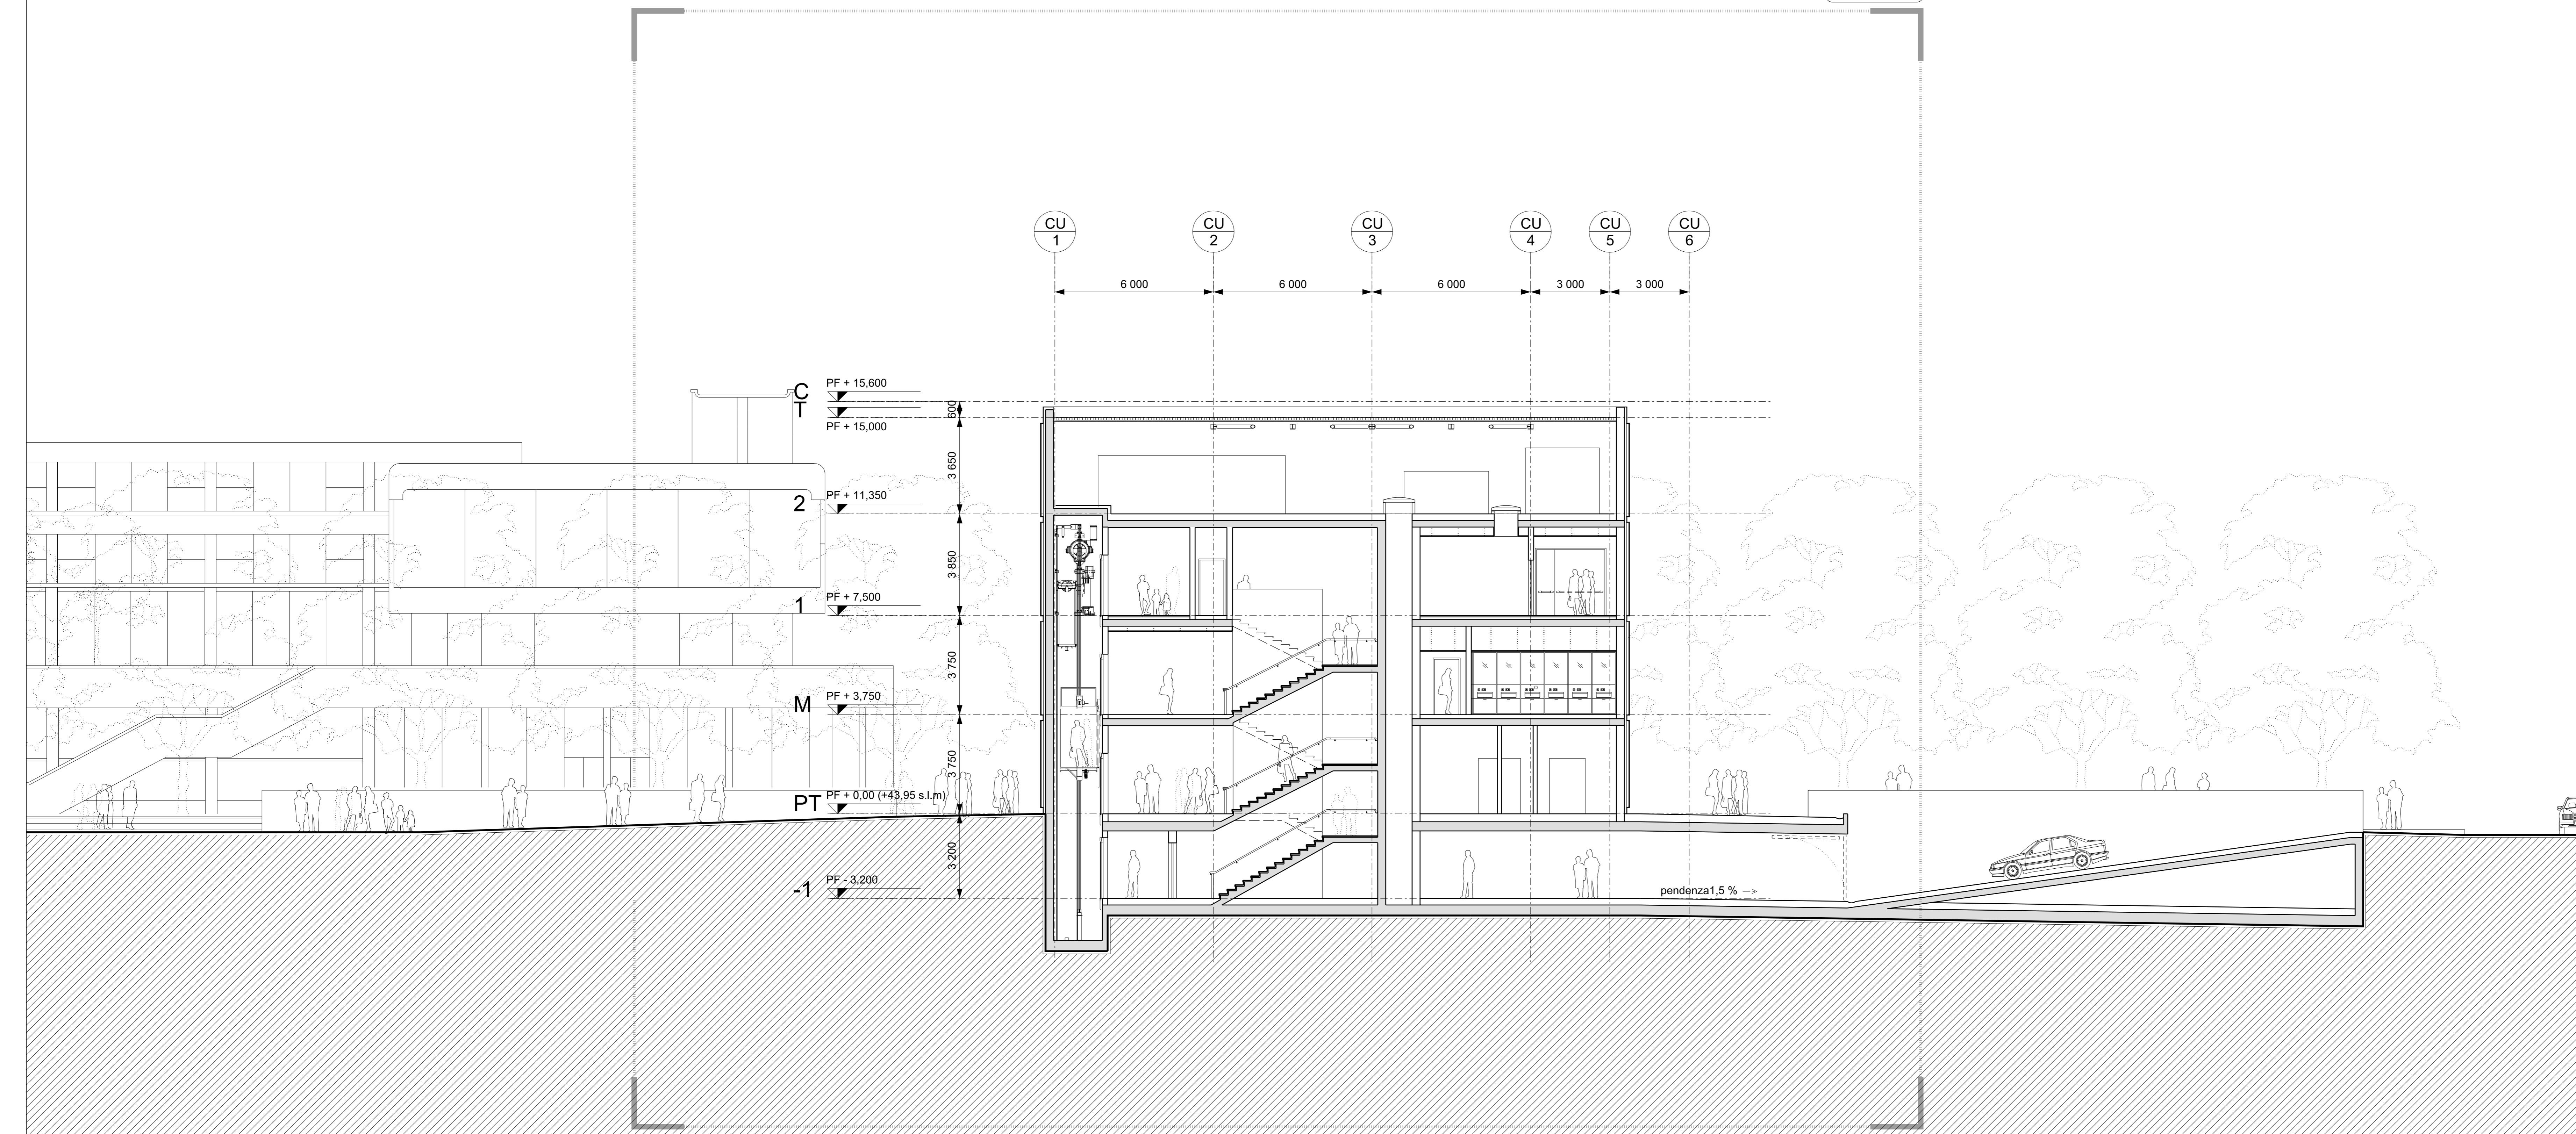 CU CU CU CU CU CU
1 2 3 4 5 6
6 000 6 000 6 000 3 000 3 000
C PF + 15,600
600
T
PF + 15,000
3 650
2 PF + 11,350
3 850
1 PF + 7,500
3 750
M PF + 3,750
3 750
PT PF + 0,00 (+43,95 s.l.m)
3 200
-1 PF - 3,200
pendenza1,5 % -->